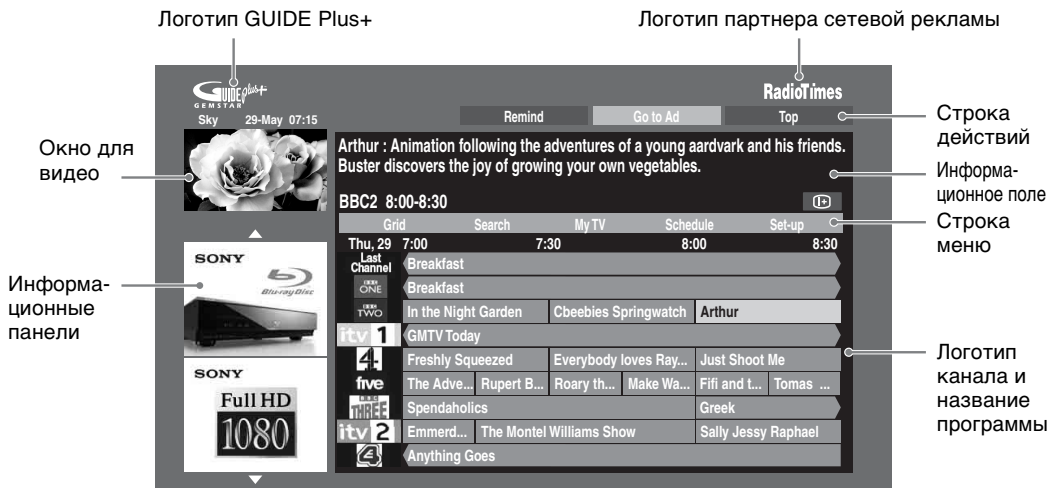 Логотип GUIDE Plus+
Логотип партнера сетевой рекламы
GUIDE plus+
GEMSTAR
RadioTimes
Sky 29-May 07:15
Remind Go to Ad Top
Строка
действий
Окно для
видео
Arthur : Animation following the adventures of a young aardvark and his friends.
Buster discovers the joy of growing your own vegetables.
Информа-
ционное поле
BBC2 8:00-8:30
i+
Grid Search My TV Schedule Set-up
Строка
меню
Thu, 29 7:00 7:30 8:00 8:30
Last
Channel
Breakfast
BBC
ONE
Breakfast
BBC
TWO
In the Night Garden Cbeebies Springwatch Arthur
itv 1
GMTV Today
4
Freshly Squeezed Everybody loves Ray... Just Shoot Me
five
The Adve... Rupert B... Roary th... Make Wa... Fifi and t... Tomas ...
BBC
THREE
Spendaholics Greek
itv 2
Emmerd... The Montel Williams Show Sally Jessy Raphael
4
Anything Goes
Информа-
ционные
панели
SONY
Blu-ray Disc
SONY
Full HD
1080
Логотип
канала и
название
программы